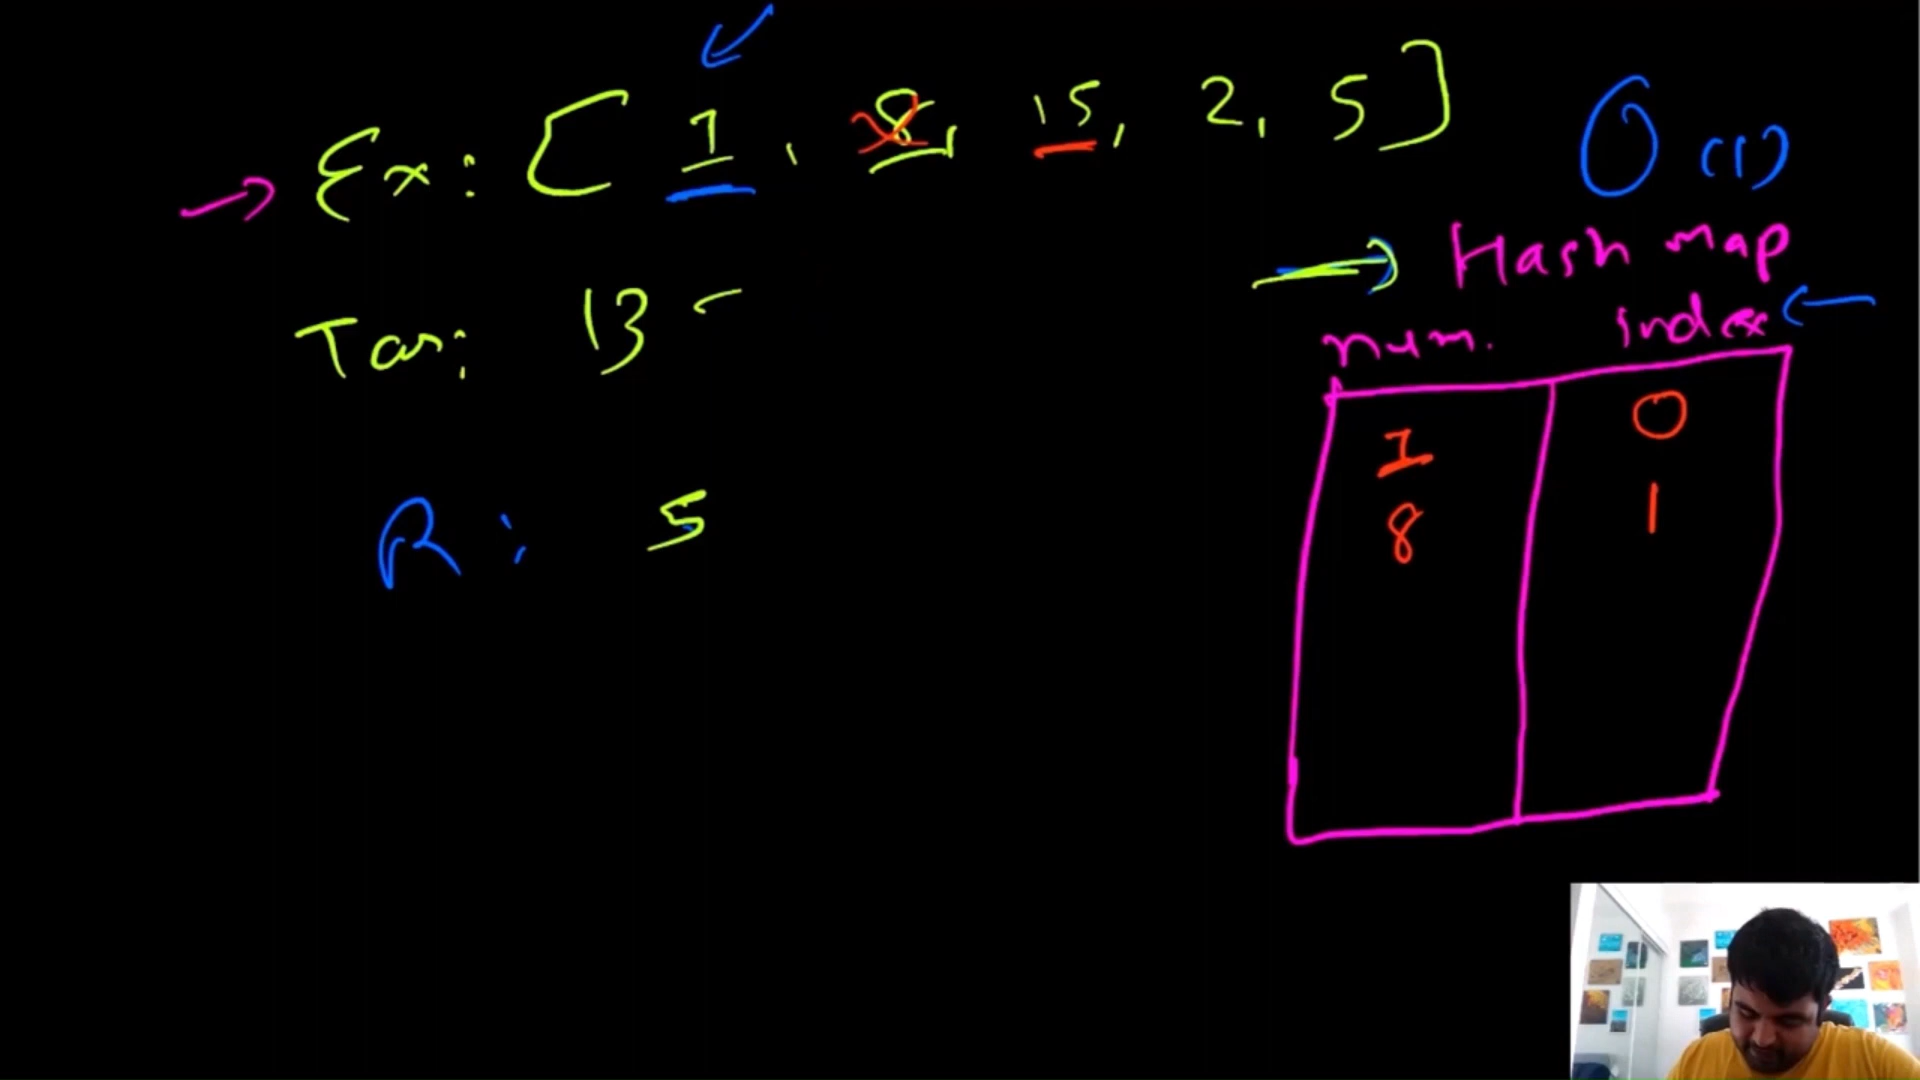 Ex: [ 1, 8, 15, 2, 5]
O(1)
Hash map
Tar: 13
num. index
1 0
8 1
R: 5